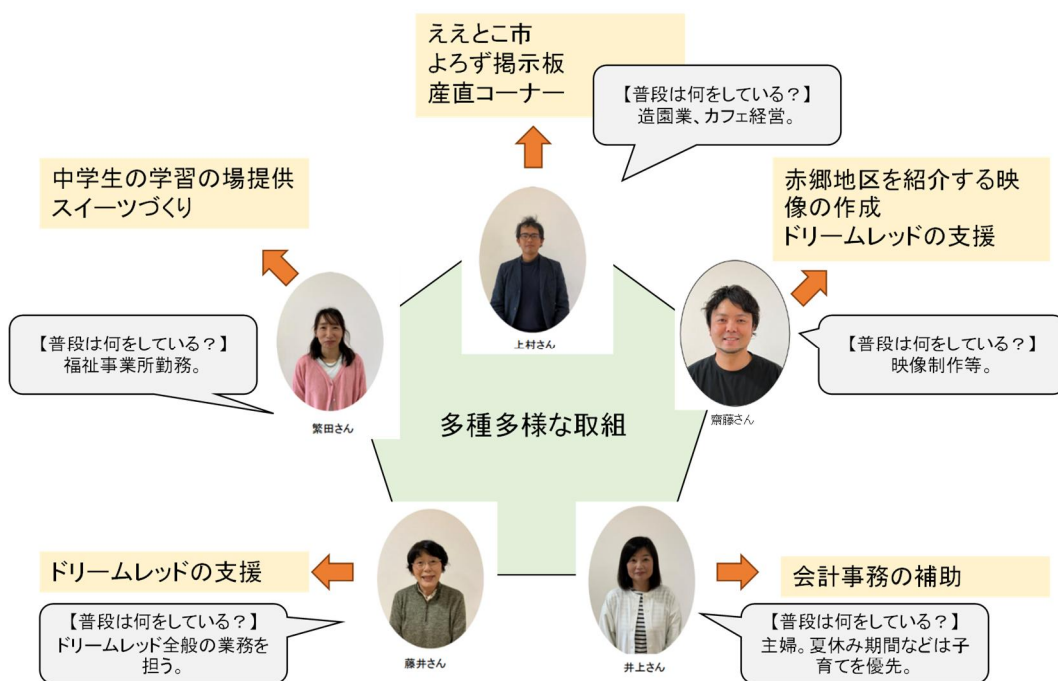 ええとこ市
よろず掲示板
産直コーナー
【普段は何をしている？】
造園業、カフェ経営。
上村さん
中学生の学習の場提供
スイーツづくり
【普段は何をしている？】
福祉事業所勤務。
繁田さん
赤郷地区を紹介する映
像の作成
ドリームレッドの支援
【普段は何をしている？】
映像制作等。
齋藤さん
多種多様な取組
ドリームレッドの支援
【普段は何をしている？】
ドリームレッド全般の業務を
担う。
藤井さん
会計事務の補助
【普段は何をしている？】
主婦。夏休み期間などは子
育てを優先。
井上さん